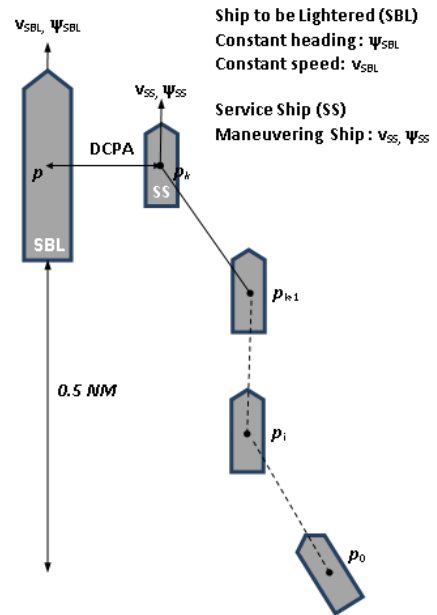 Ship to be Lightered (SBL)
Constant heading: ψSBL
Constant speed: vSBL
Service Ship (SS)
Maneuvering Ship: vSS, ψSS
vSBL, ψSBL
vSS, ψSS
DCPA
p
pk
SS
SBL
pk-1
0.5 NM
pi
p0